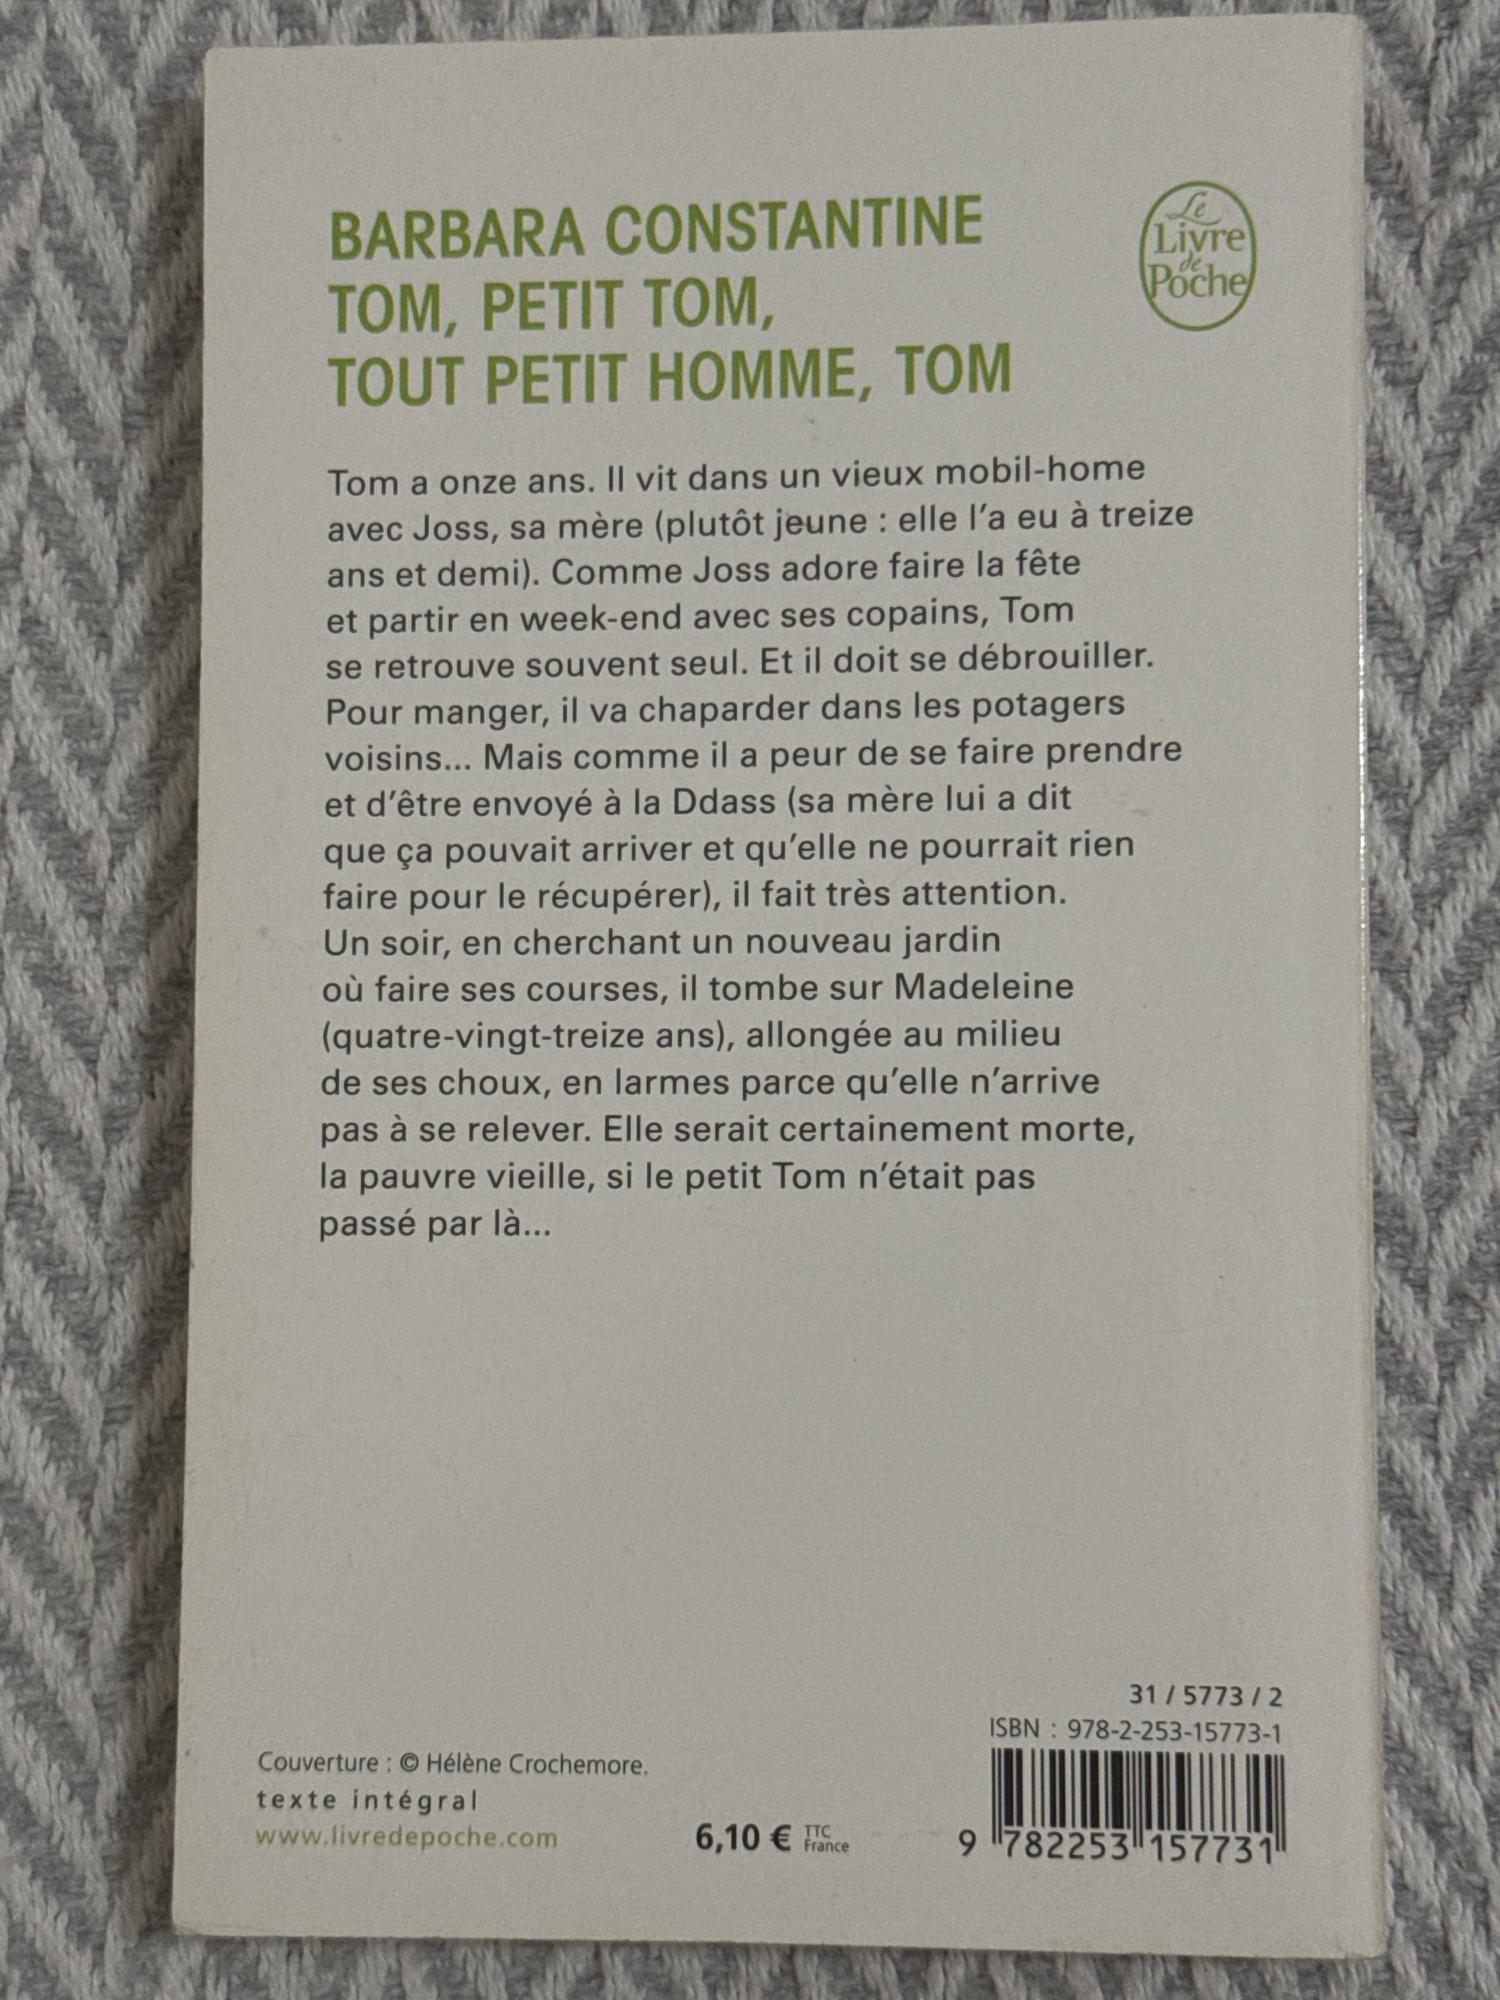 BARBARA CONSTANTINE
TOM, PETIT TOM,
TOUT PETIT HOMME, TOM
Le
Livre
de
Poche
Tom a onze ans. Il vit dans un vieux mobil-home
avec Joss, sa mère (plutôt jeune : elle l'a eu à treize
ans et demi). Comme Joss adore faire la fête
et partir en week-end avec ses copains, Tom
se retrouve souvent seul. Et il doit se débrouiller.
Pour manger, il va chaparder dans les potagers
voisins... Mais comme il a peur de se faire prendre
et d'être envoyé à la Ddass (sa mère lui a dit
que ça pouvait arriver et qu'elle ne pourrait rien
faire pour le récupérer), il fait très attention.
Un soir, en cherchant un nouveau jardin
où faire ses courses, il tombe sur Madeleine
(quatre-vingt-treize ans), allongée au milieu
de ses choux, en larmes parce qu'elle n'arrive
pas à se relever. Elle serait certainement morte,
la pauvre vieille, si le petit Tom n'était pas
passé par là...
31 / 5773 / 2
ISBN : 978-2-253-15773-1
Couverture : © Hélène Crochemore.
texte intégral
www.livredepoche.com
6,10 € TTC
France
9 782253 157731